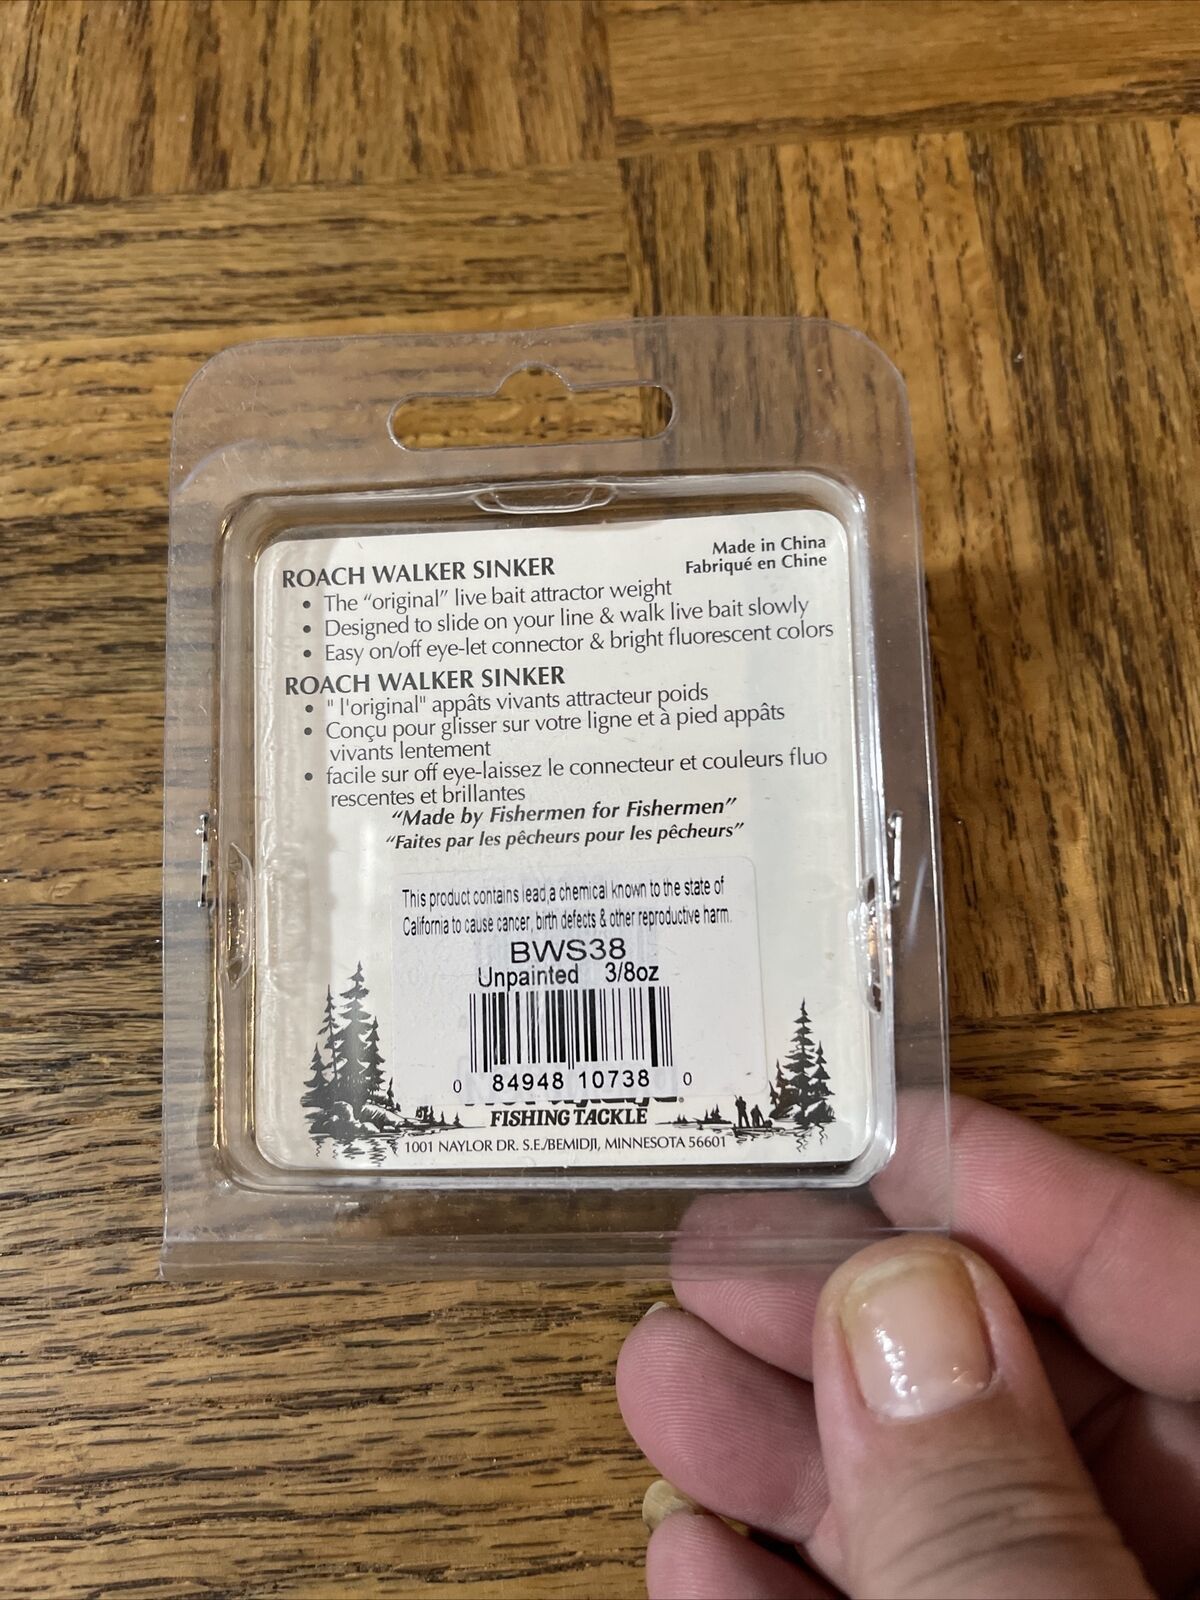 Made in China
Fabriqué en Chine
ROACH WALKER SINKER
• The “original” live bait attractor weight
• Designed to slide on your line & walk live bait slowly
• Easy on/off eye-let connector & bright fluorescent colors
ROACH WALKER SINKER
• " l'original" appâts vivants attracteur poids
• Conçu pour glisser sur votre ligne et à pied appâts
vivants lentement
• facile sur off eye-laissez le connecteur et couleurs fluo
rescentes et brillantes
“Made by Fishermen for Fishermen”
“Faites par les pêcheurs pour les pêcheurs”
This product contains lead,a chemical known to the state of
California to cause cancer, birth defects & other reproductive harm.
BWS38
Unpainted 3/8oz
0 84948 10738 0
FISHING TACKLE
1001 NAYLOR DR. S.E./BEMIDJI, MINNESOTA 56601